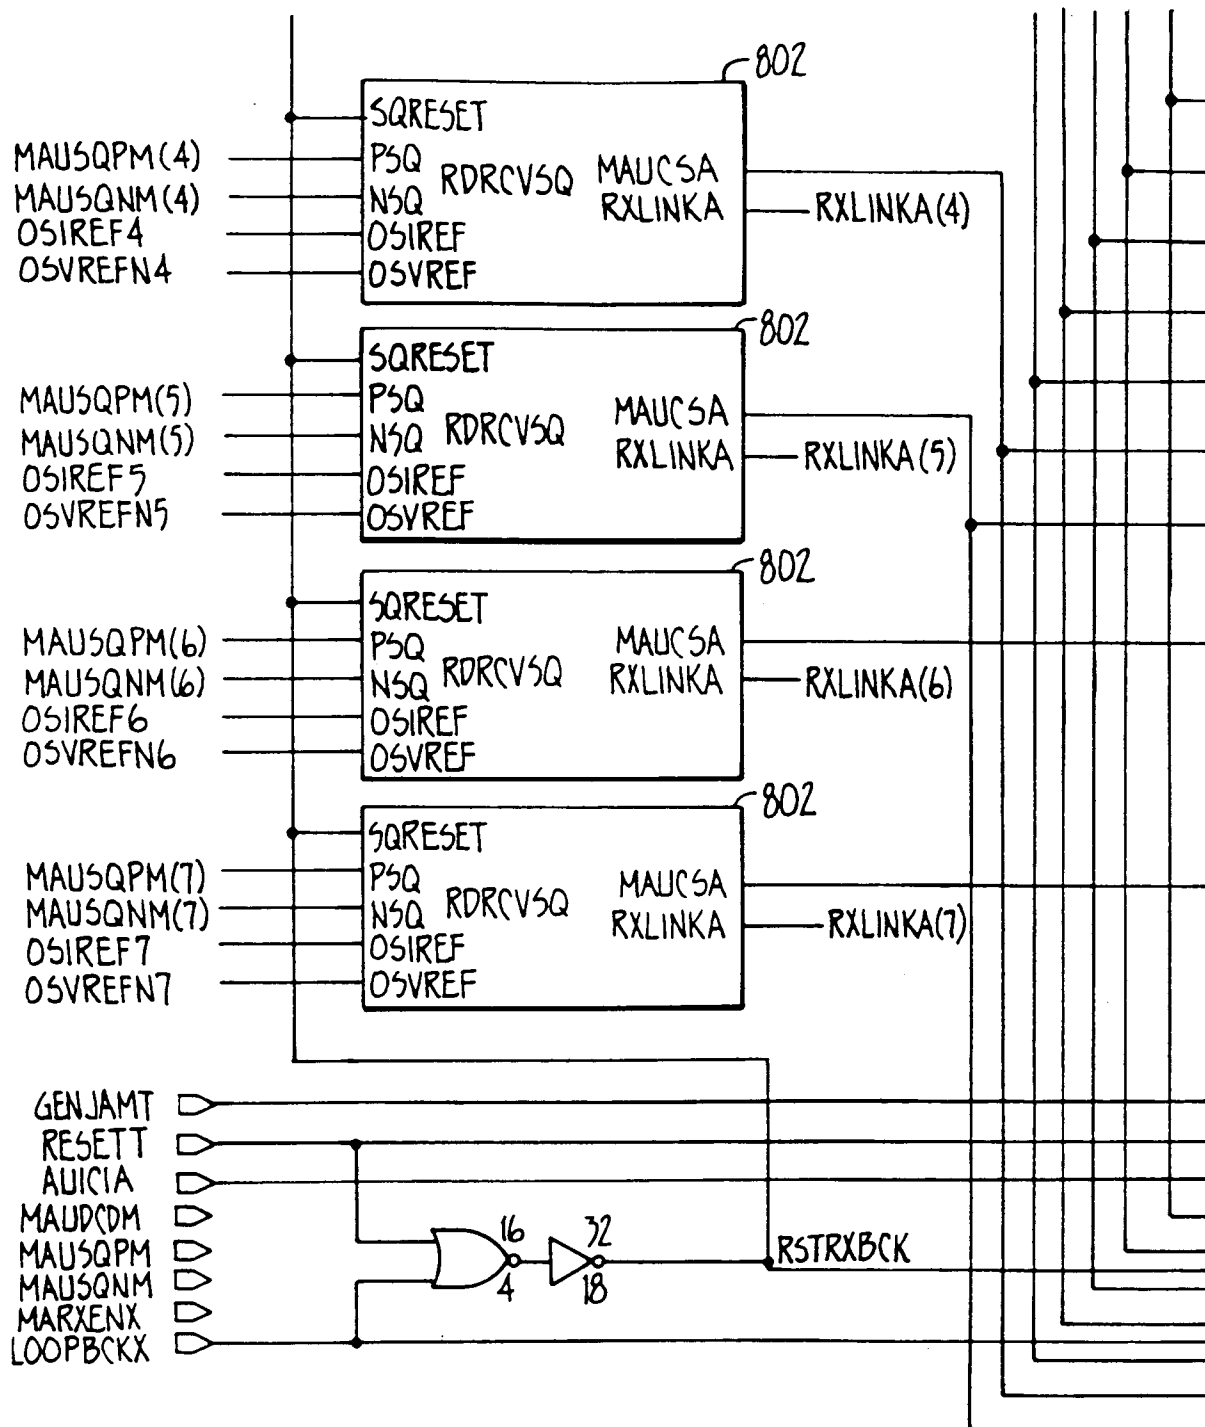 802
SQRESET
MAUSQPM(4) PSQ RDRCVSQ MAUCSA
MAUSQNM(4) NSQ RXLINKA RXLINKA(4)
OSIREF4 OSIREF
OSVREFN4 OSVREF
802
SQRESET
MAUSQPM(5) PSQ RDRCVSQ MAUCSA
MAUSQNM(5) NSQ RXLINKA RXLINKA(5)
OSIREF5 OSIREF
OSVREFN5 OSVREF
802
SQRESET
MAUSQPM(6) PSQ RDRCVSQ MAUCSA
MAUSQNM(6) NSQ RXLINKA RXLINKA(6)
OSIREF6 OSIREF
OSVREFN6 OSVREF
802
SQRESET
MAUSQPM(7) PSQ RDRCVSQ MAUCSA
MAUSQNM(7) NSQ RXLINKA RXLINKA(7)
OSIREF7 OSIREF
OSVREFN7 OSVREF
GENJAMT
RESETT
AUICIA
MAUDCDM
MAUSQPM 16 32 RSTRXBCK
MAUSQNM 4 18
MARXENX
LOOPBCKX